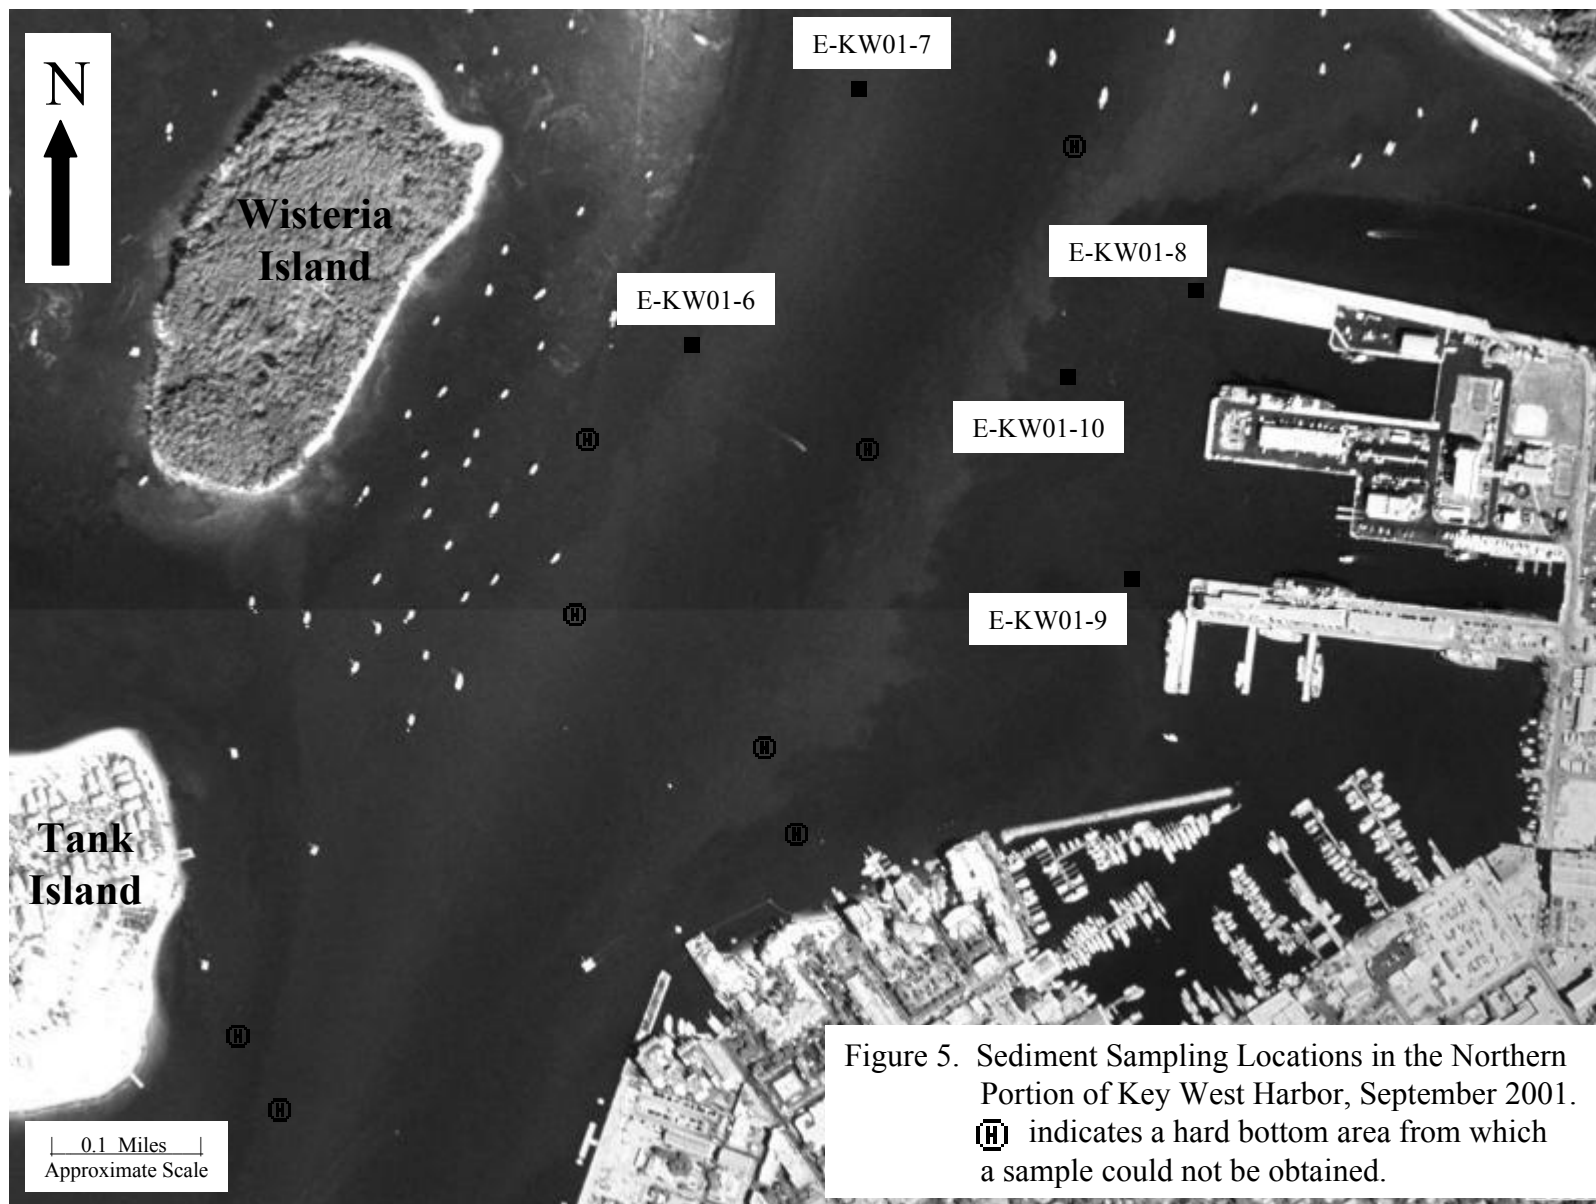 E-KW01-7
N
Wisteria
Island
E-KW01-8
E-KW01-6
E-KW01-10
E-KW01-9
Tank
Island
Figure 5. Sediment Sampling Locations in the Northern
Portion of Key West Harbor, September 2001.
H indicates a hard bottom area from which
a sample could not be obtained.
0.1 Miles
Approximate Scale
H
H
H
H
H
H
H
H